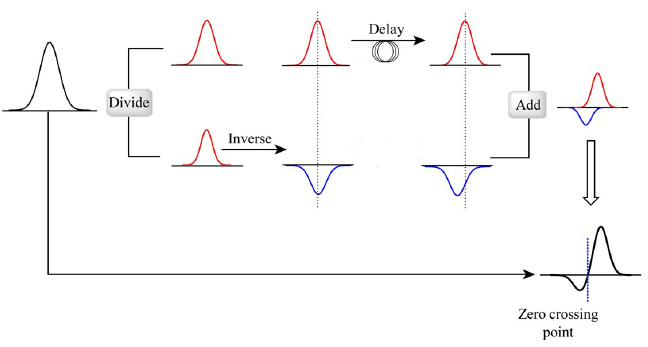 Delay
Divide
Add
Inverse
Zero crossing
point